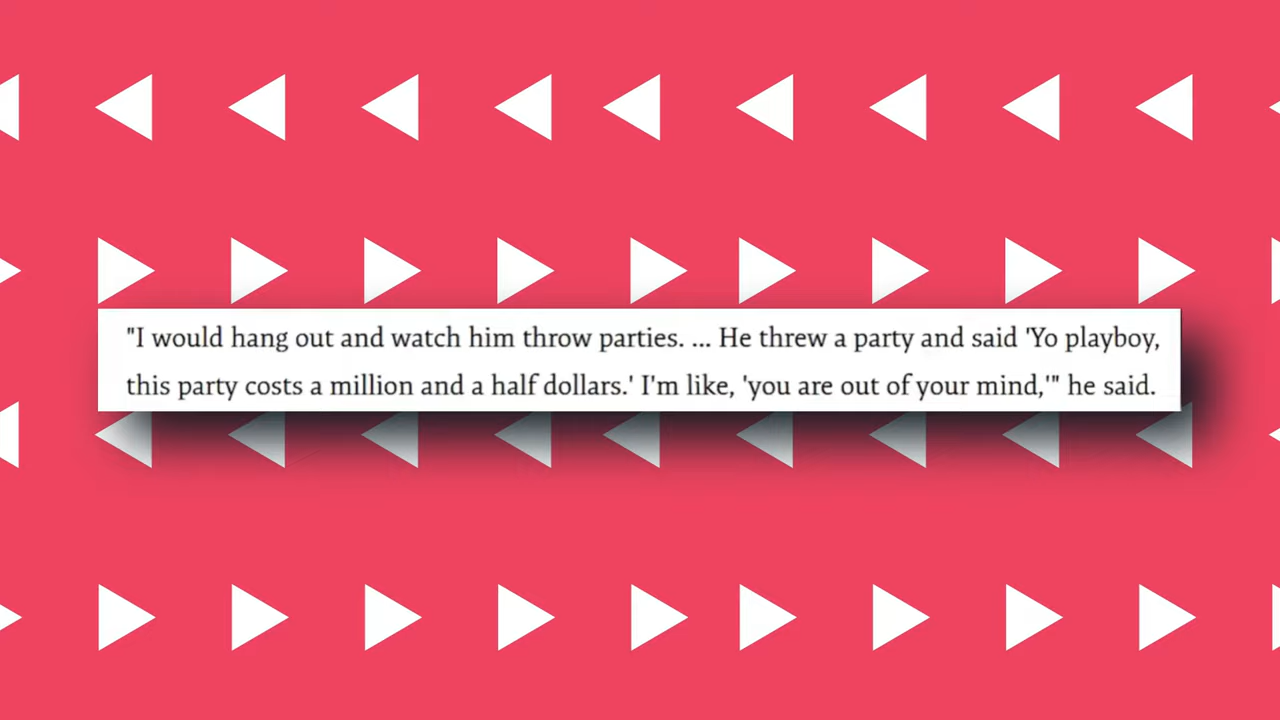 "I would hang out and watch him throw parties. ... He threw a party and said 'Yo playboy,
this party costs a million and a half dollars.' I'm like, 'you are out of your mind,'" he said.